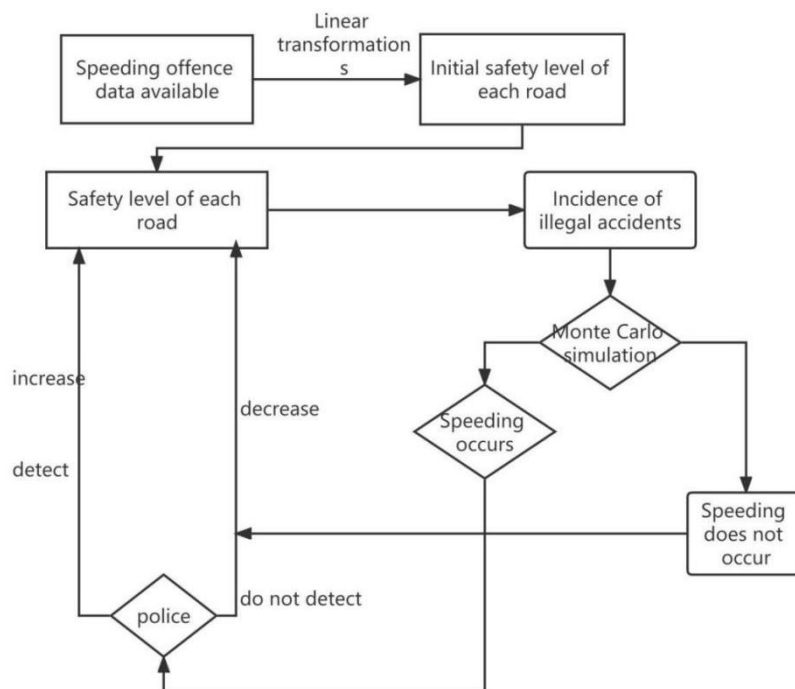 Linear
transformation
s
Speeding offence
data available
Initial safety level of
each road
Safety level of each
road
Incidence of
illegal accidents
Monte Carlo
simulation
increase
decrease
Speeding
occurs
detect
Speeding
does not
occur
do not detect
police